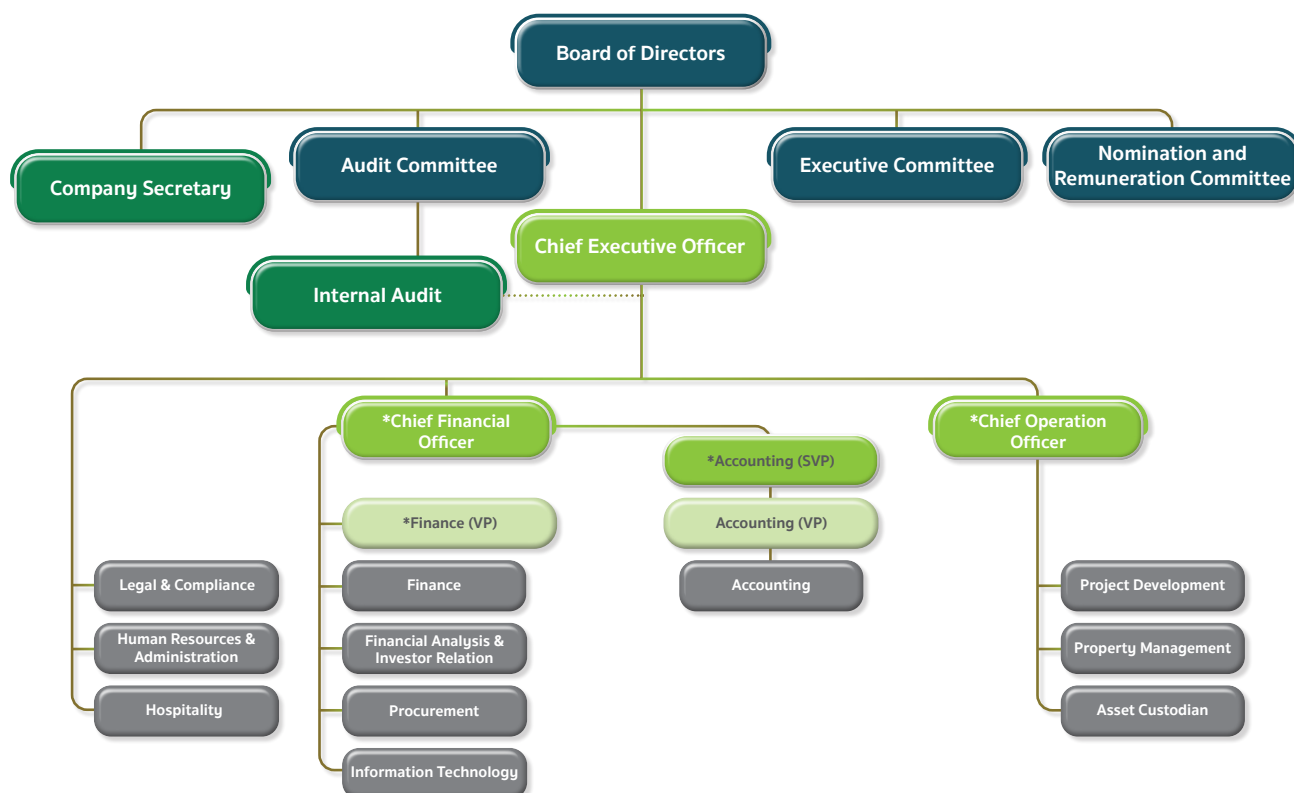 Board of Directors
Company Secretary
Audit Committee
Executive Committee
Nomination and
Remuneration Committee
Chief Executive Officer
Internal Audit
*Chief Financial
Officer
*Chief Operation
Officer
*Accounting (SVP)
*Finance (VP)
Accounting (VP)
Legal & Compliance
Finance
Accounting
Project Development
Human Resources &
Administration
Financial Analysis &
Investor Relation
Property Management
Hospitality
Procurement
Asset Custodian
Information Technology